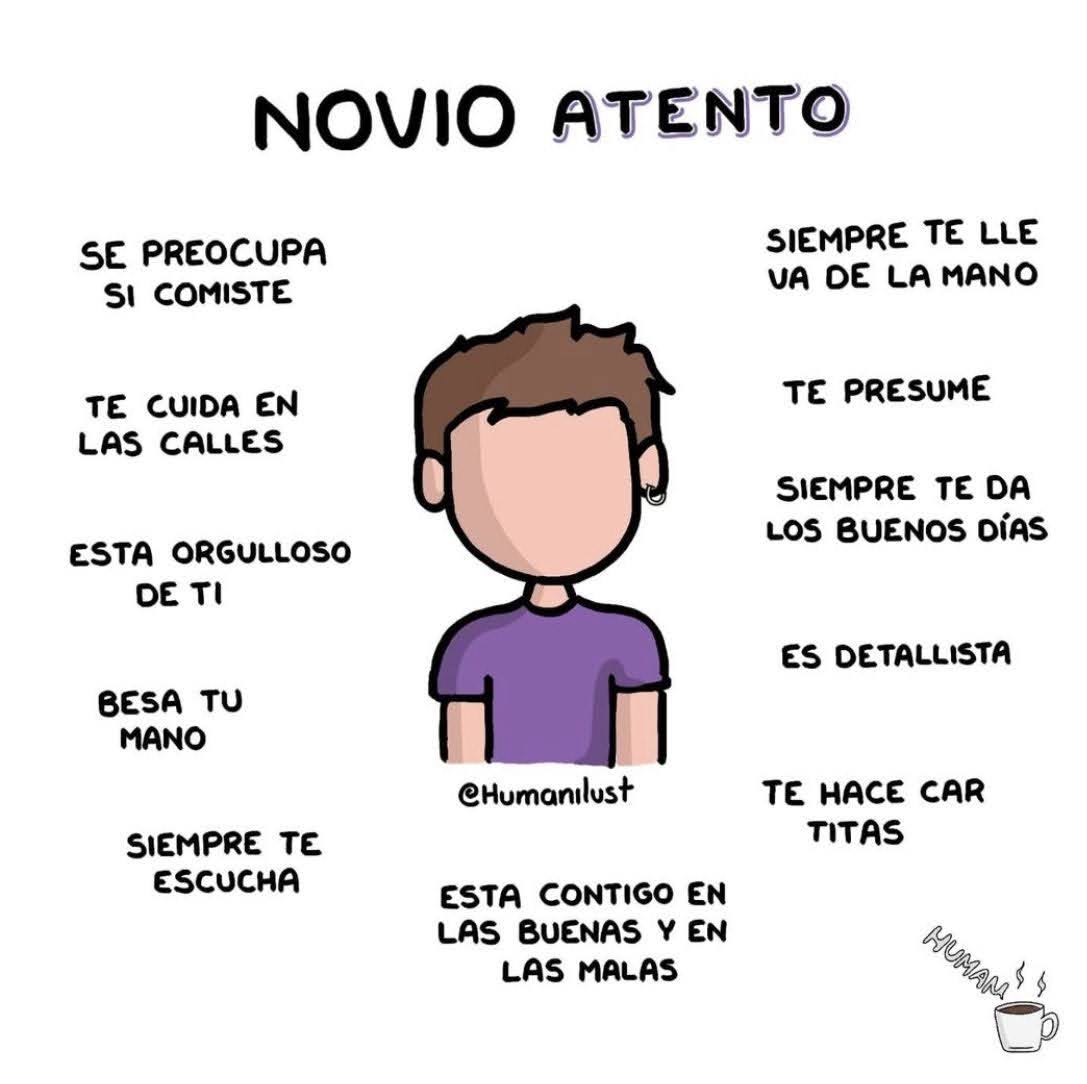 NOVIO ATENTO
SE PREOCUPA
SI COMISTE
TE CUIDA EN
LAS CALLES
ESTA ORGULLOSO
DE TI
BESA TU
MANO
SIEMPRE TE
ESCUCHA
SIEMPRE TE LLE
VA DE LA MANO
TE PRESUME
SIEMPRE TE DA
LOS BUENOS DÍAS
ES DETALLISTA
TE HACE CAR
TITAS
@Humanilust
ESTA CONTIGO EN
LAS BUENAS Y EN
LAS MALAS
HUMAN